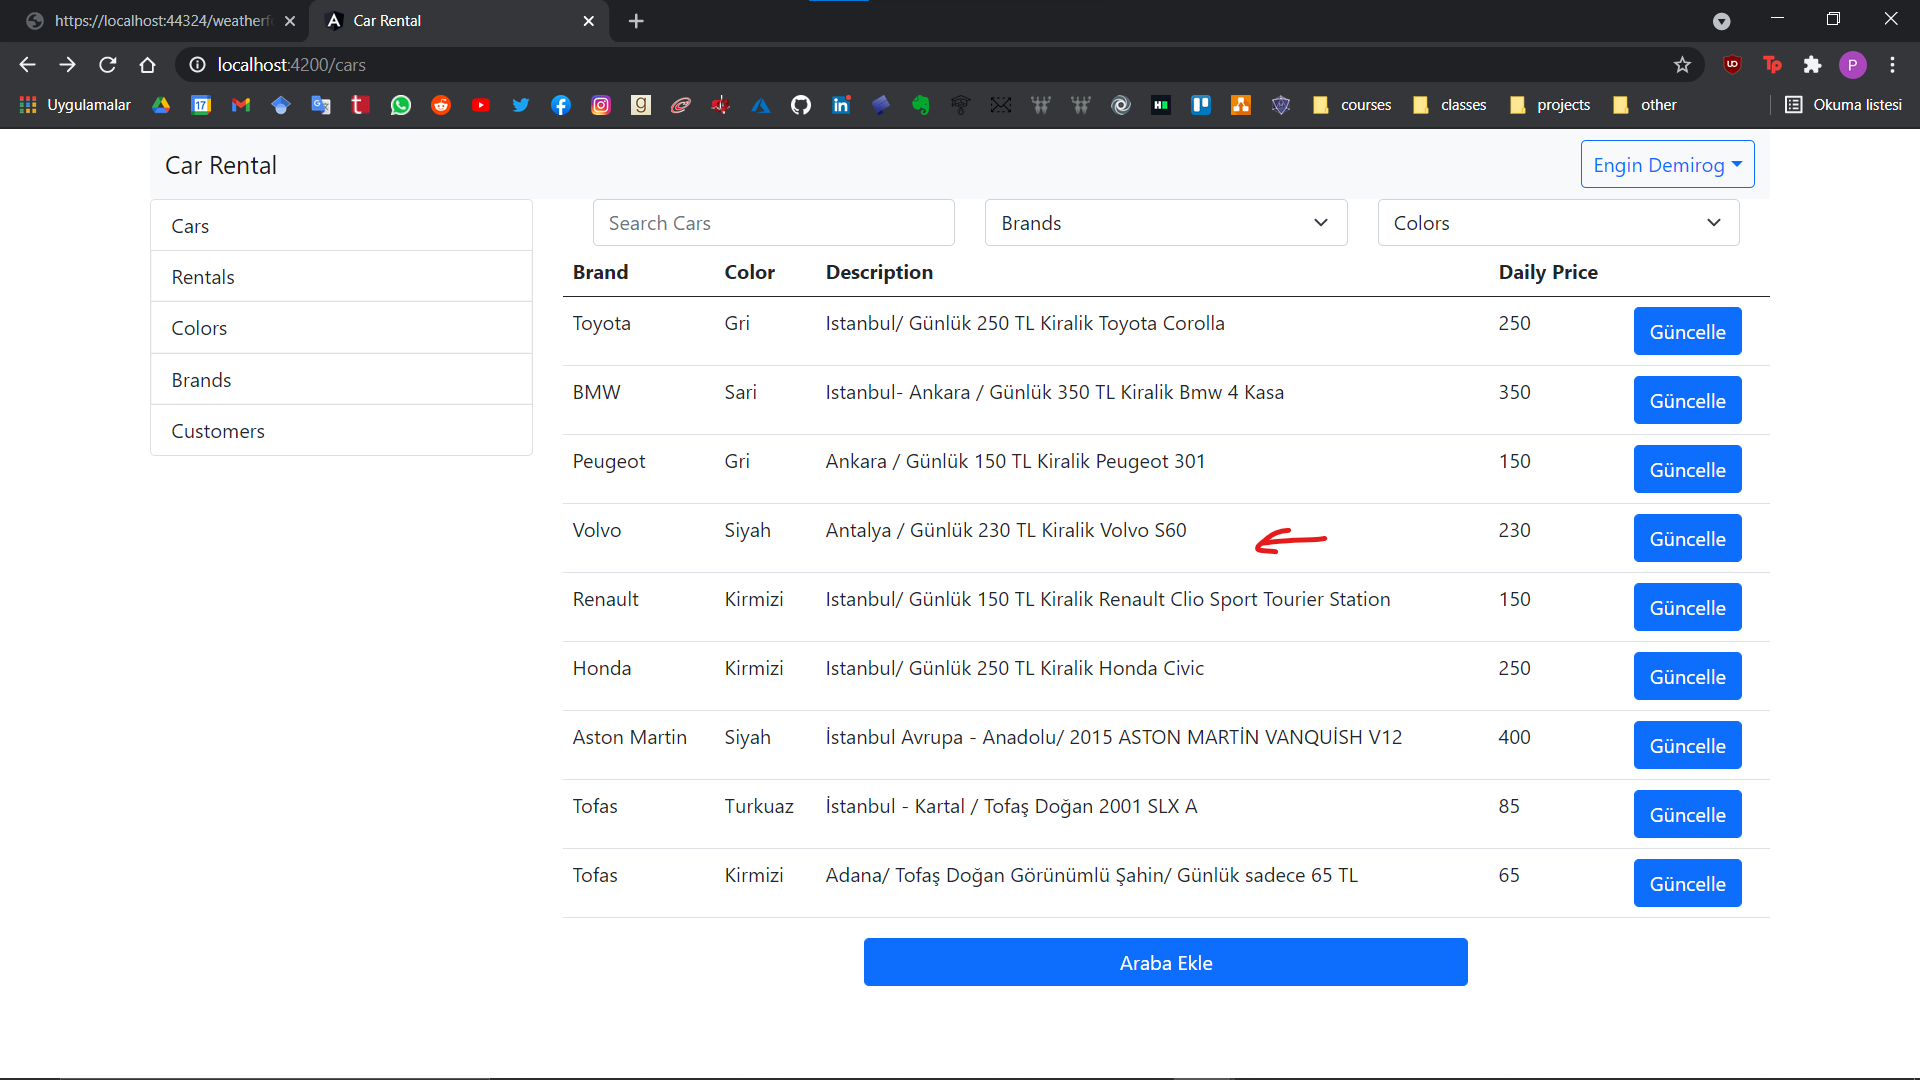 https://localhost:44324/weatherf
Car Rental
localhost:4200/cars
Uygulamalar
courses
classes
projects
other
Okuma listesi
Car Rental
Engin Demirog
Cars
Rentals
Colors
Brands
Customers
Search Cars
Brands
Colors
Brand Color Description Daily Price
Toyota Gri Istanbul/ Günlük 250 TL Kiralik Toyota Corolla 250 Güncelle
BMW Sari Istanbul- Ankara / Günlük 350 TL Kiralik Bmw 4 Kasa 350 Güncelle
Peugeot Gri Ankara / Günlük 150 TL Kiralik Peugeot 301 150 Güncelle
Volvo Siyah Antalya / Günlük 230 TL Kiralik Volvo S60 230 Güncelle
Renault Kirmizi Istanbul/ Günlük 150 TL Kiralik Renault Clio Sport Tourier Station 150 Güncelle
Honda Kirmizi Istanbul/ Günlük 250 TL Kiralik Honda Civic 250 Güncelle
Aston Martin Siyah İstanbul Avrupa - Anadolu/ 2015 ASTON MARTİN VANQUİSH V12 400 Güncelle
Tofas Turkuaz İstanbul - Kartal / Tofaş Doğan 2001 SLX A 85 Güncelle
Tofas Kirmizi Adana/ Tofaş Doğan Görünümlü Şahin/ Günlük sadece 65 TL 65 Güncelle
Araba Ekle